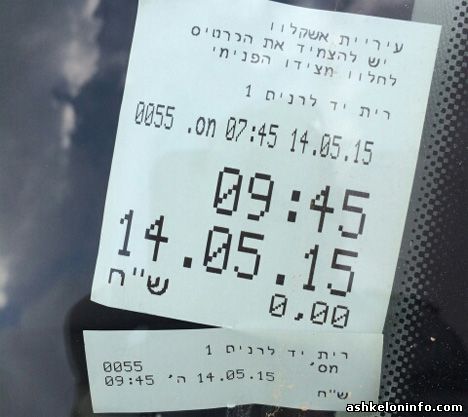 עיריית אשקלון
יש להצמיד את הכרטיס
לחלון מצידו הפנימי
רית יד לרנים 1
14.05.15 07:45 מס. 0055
09:45
14.05.15
0,00 ש"ח
רית יד לרנים 1
מס' 0055
14.05.15 ה' 09:45
ש"ח
ashkeloninfo.com